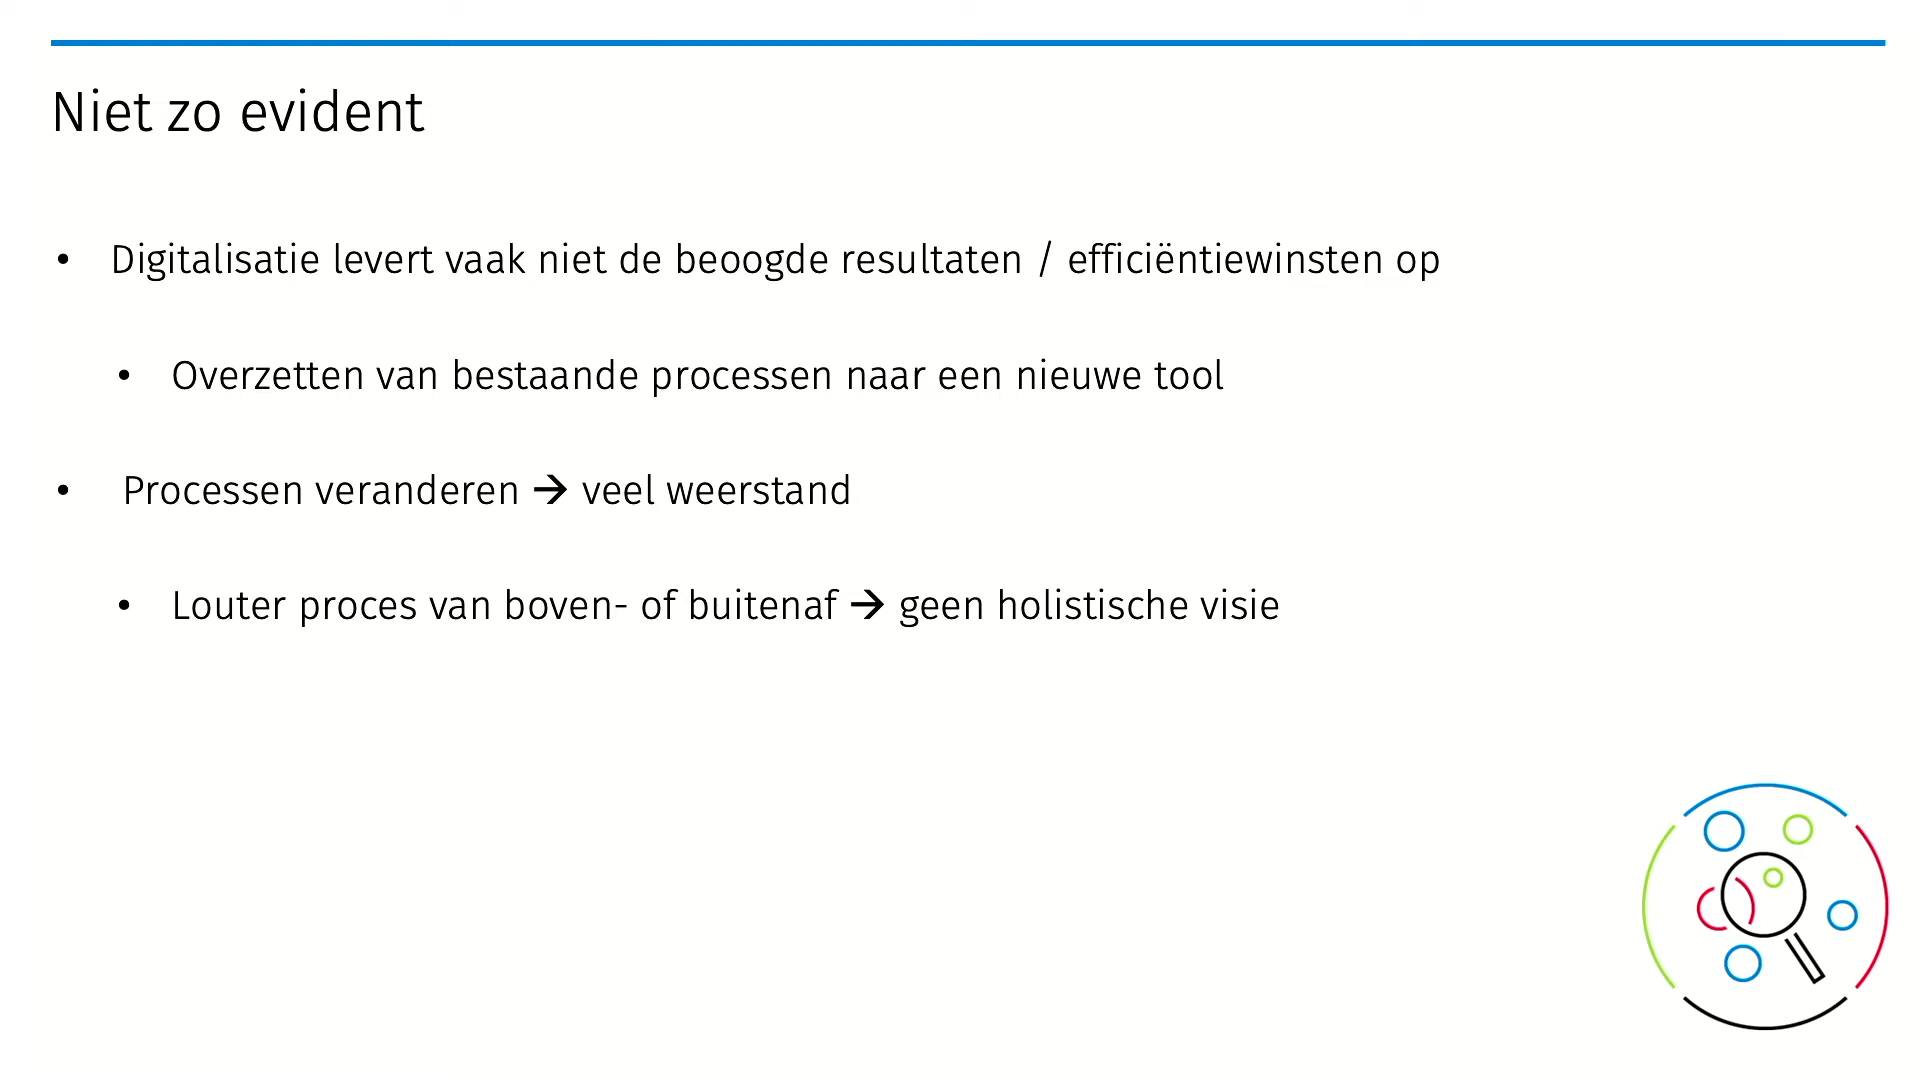 Niet zo evident
• Digitalisatie levert vaak niet de beoogde resultaten / efficiëntiewinsten op
• Overzetten van bestaande processen naar een nieuwe tool
• Processen veranderen → veel weerstand
• Louter proces van boven- of buitenaf → geen holistische visie